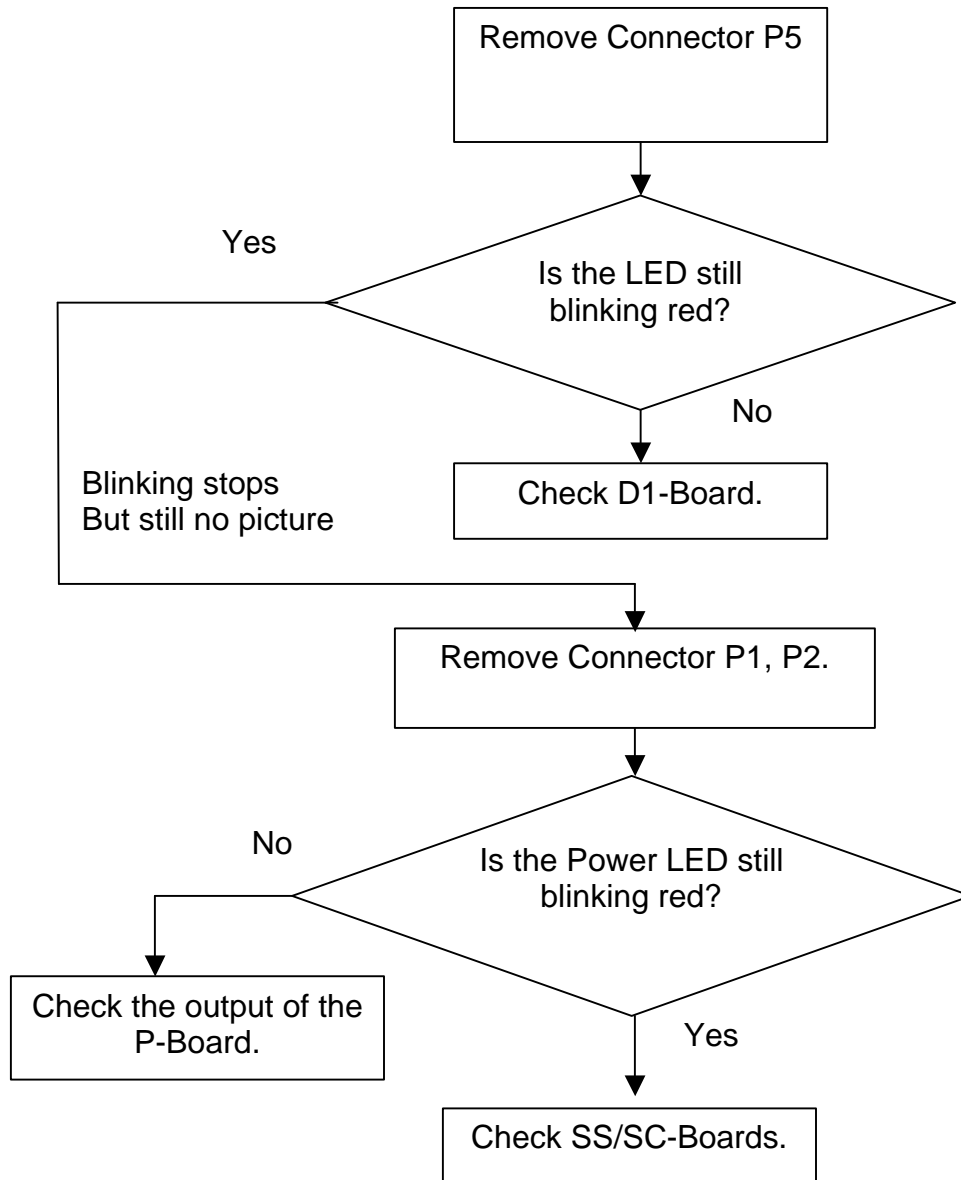 Remove Connector P5
Yes
Is the LED still
blinking red?
No
Blinking stops
But still no picture
Check D1-Board.
Remove Connector P1, P2.
No
Is the Power LED still
blinking red?
Check the output of the
P-Board.
Yes
Check SS/SC-Boards.